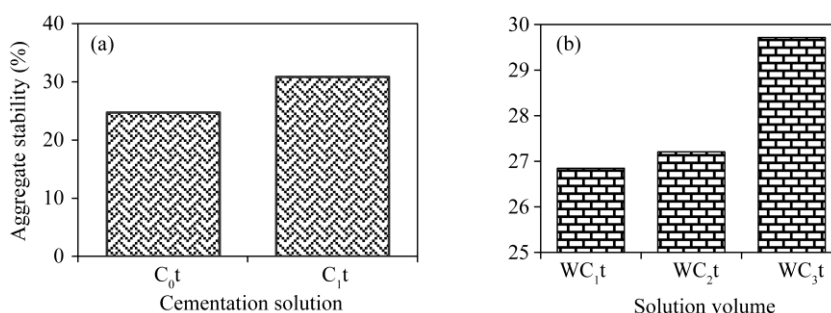 (a)
Aggregate stability (%)
40
30
20
10
0
C₀t C₁t
Cementation solution
(b)
30
29
28
27
26
25
WC₁t WC₂t WC₃t
Solution volume